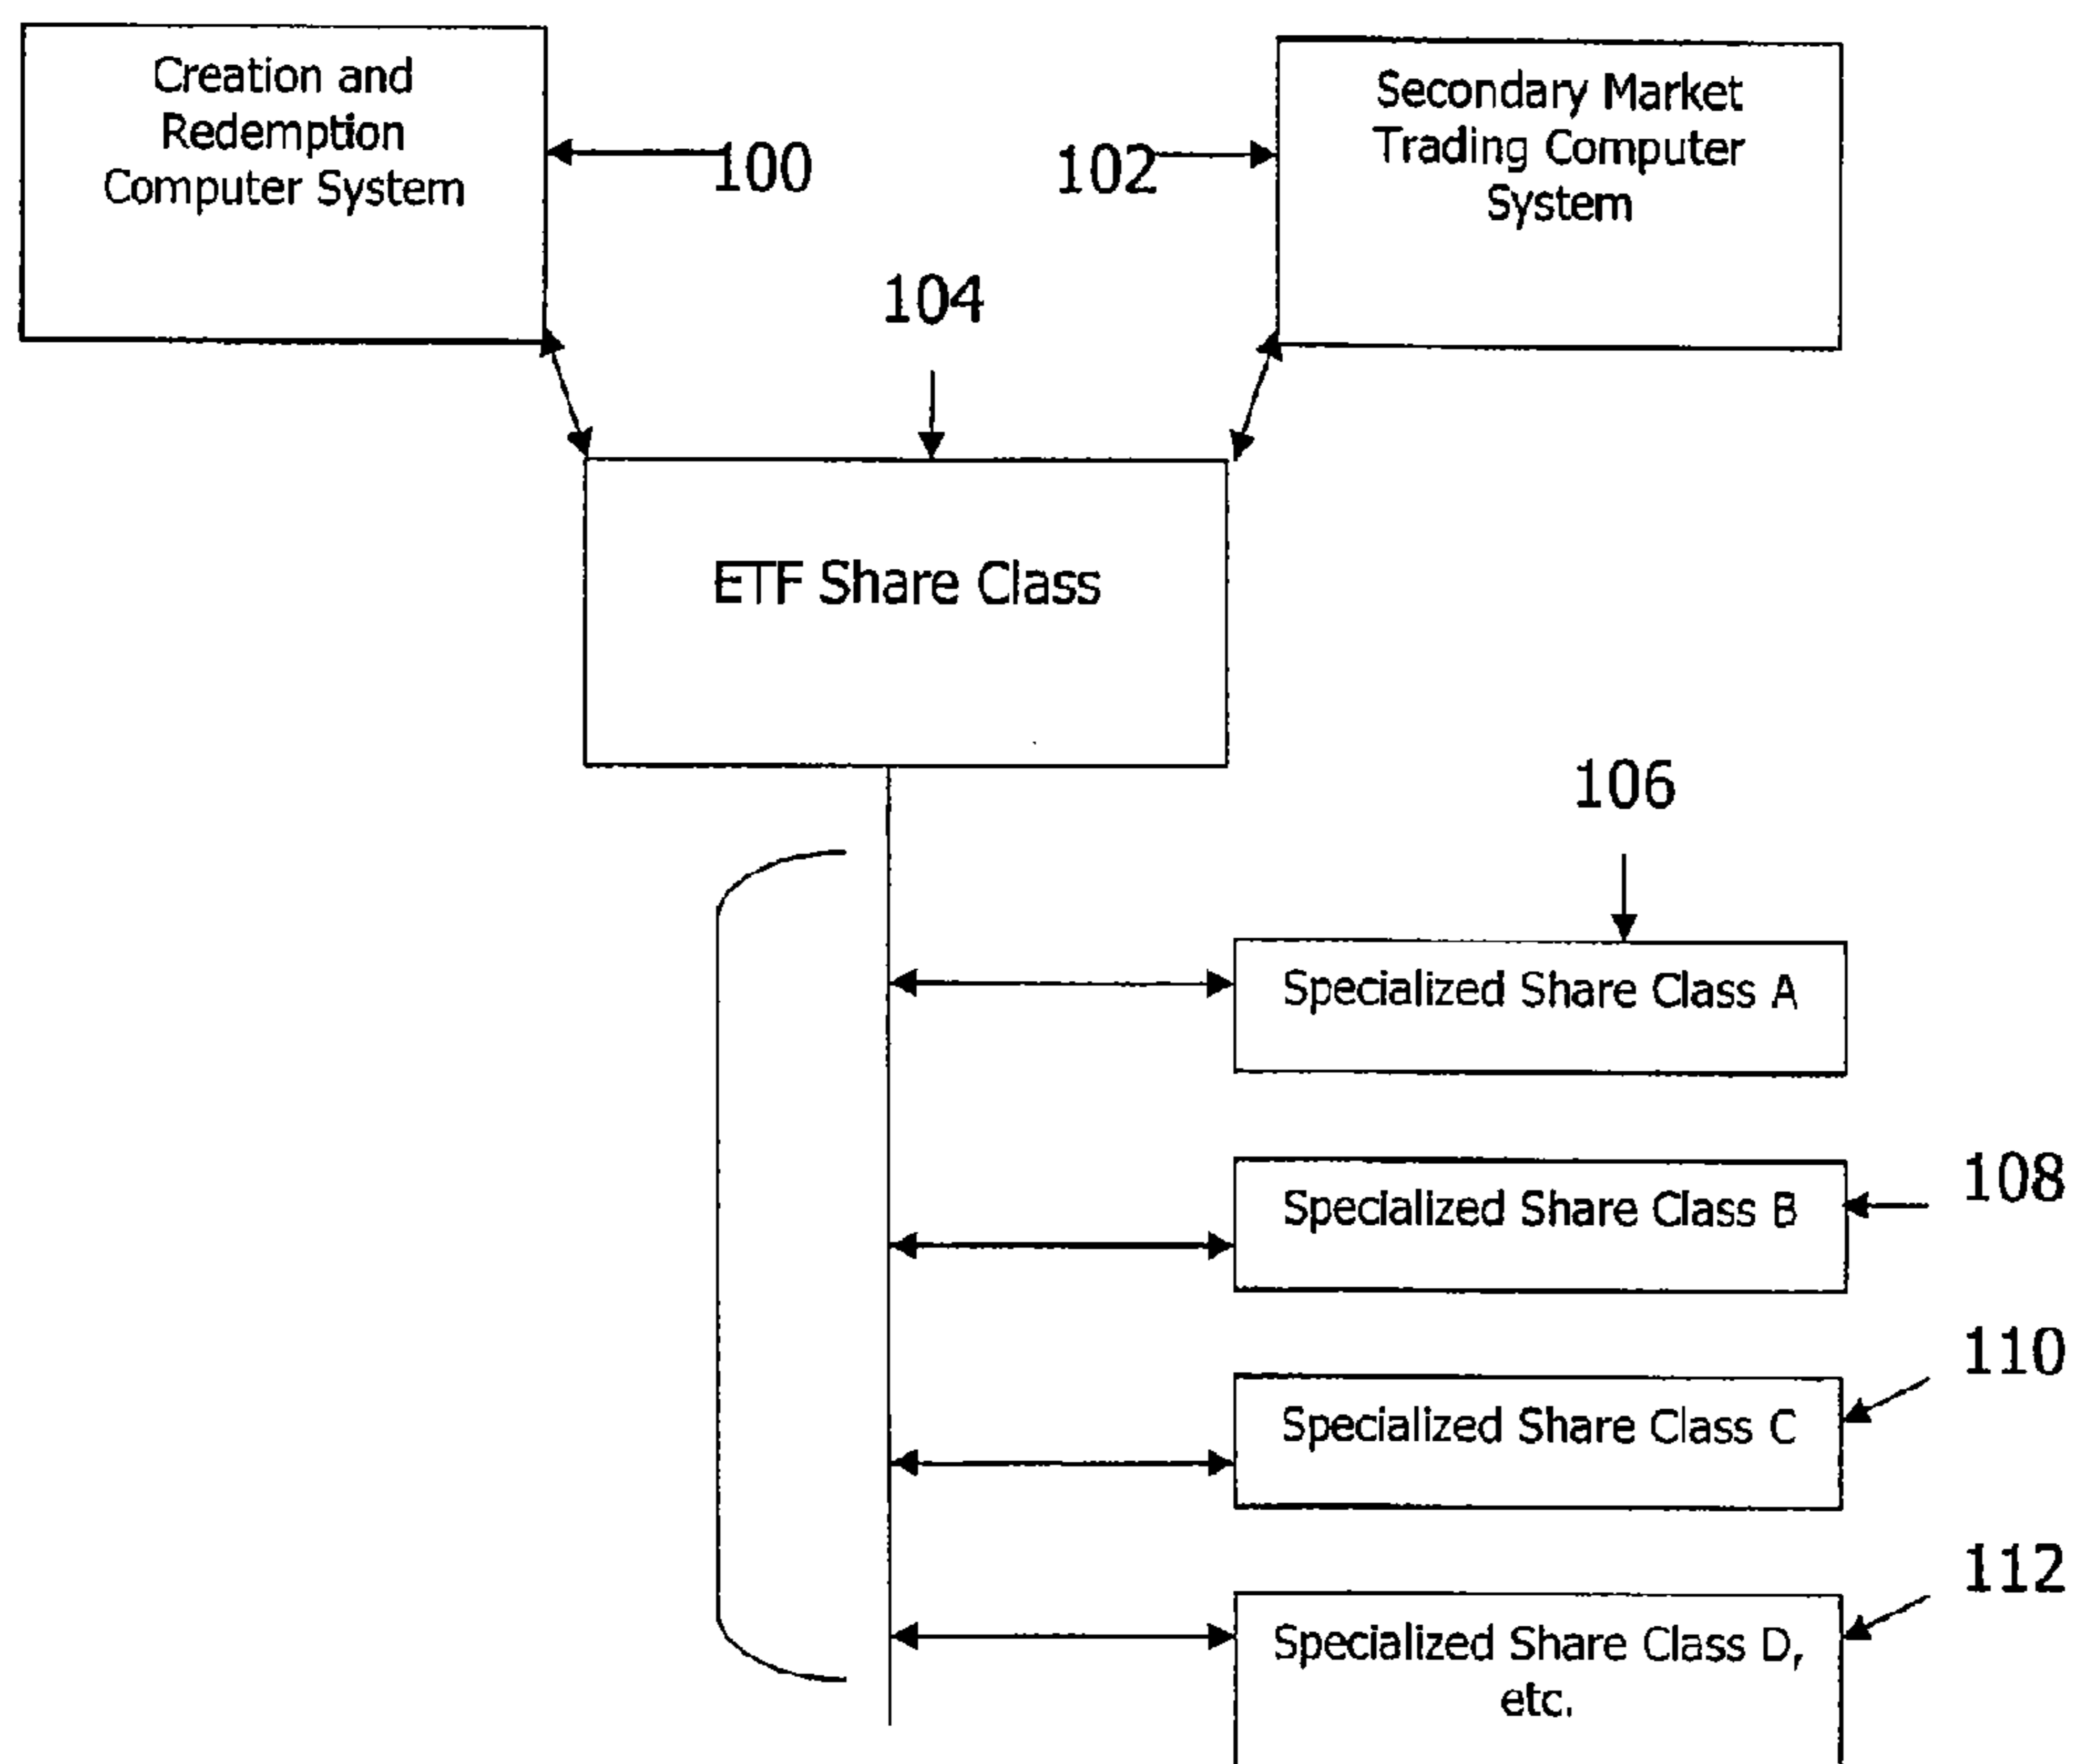 Creation and
Redemption
Computer System
100
102
Secondary Market
Trading Computer
System
104
ETF Share Class
106
Specialized Share Class A
Specialized Share Class B
108
110
Specialized Share Class C
112
Specialized Share Class D,
etc.